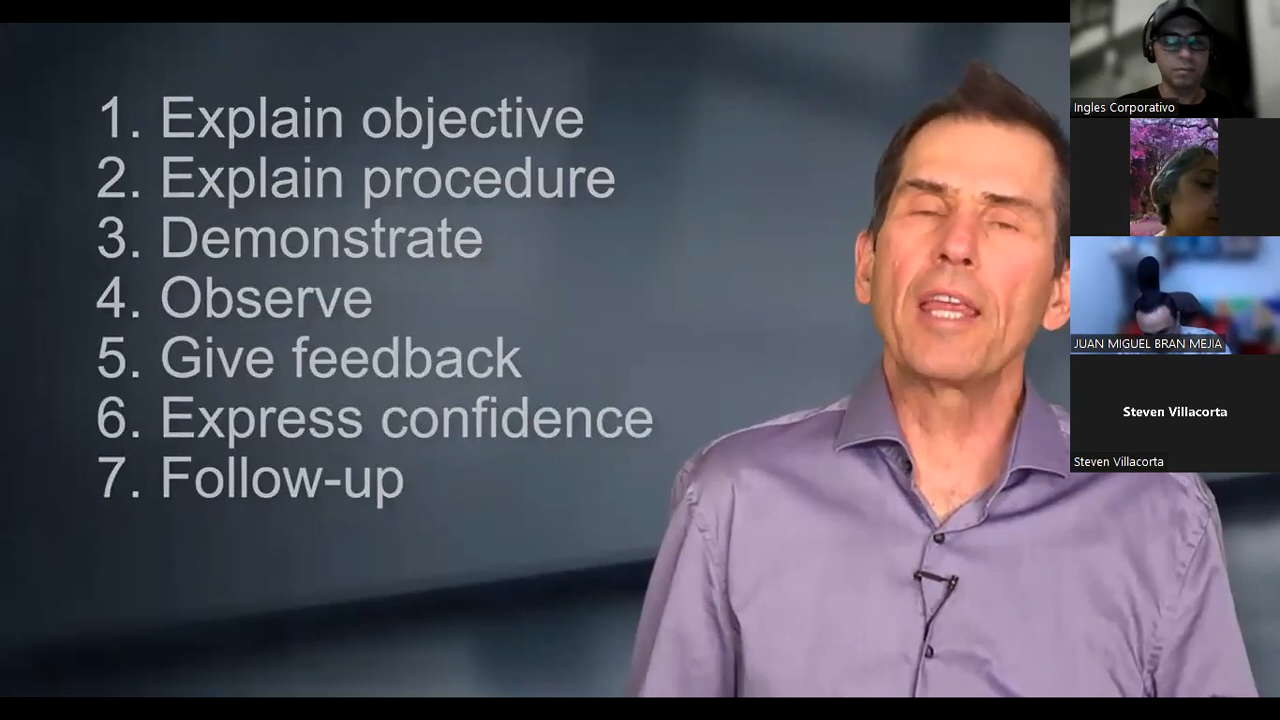 1. Explain objective
2. Explain procedure
3. Demonstrate
4. Observe
5. Give feedback
6. Express confidence
7. Follow-up
Ingles Corporativo
JUAN MIGUEL BRAN MEJIA
Steven Villacorta
Steven Villacorta